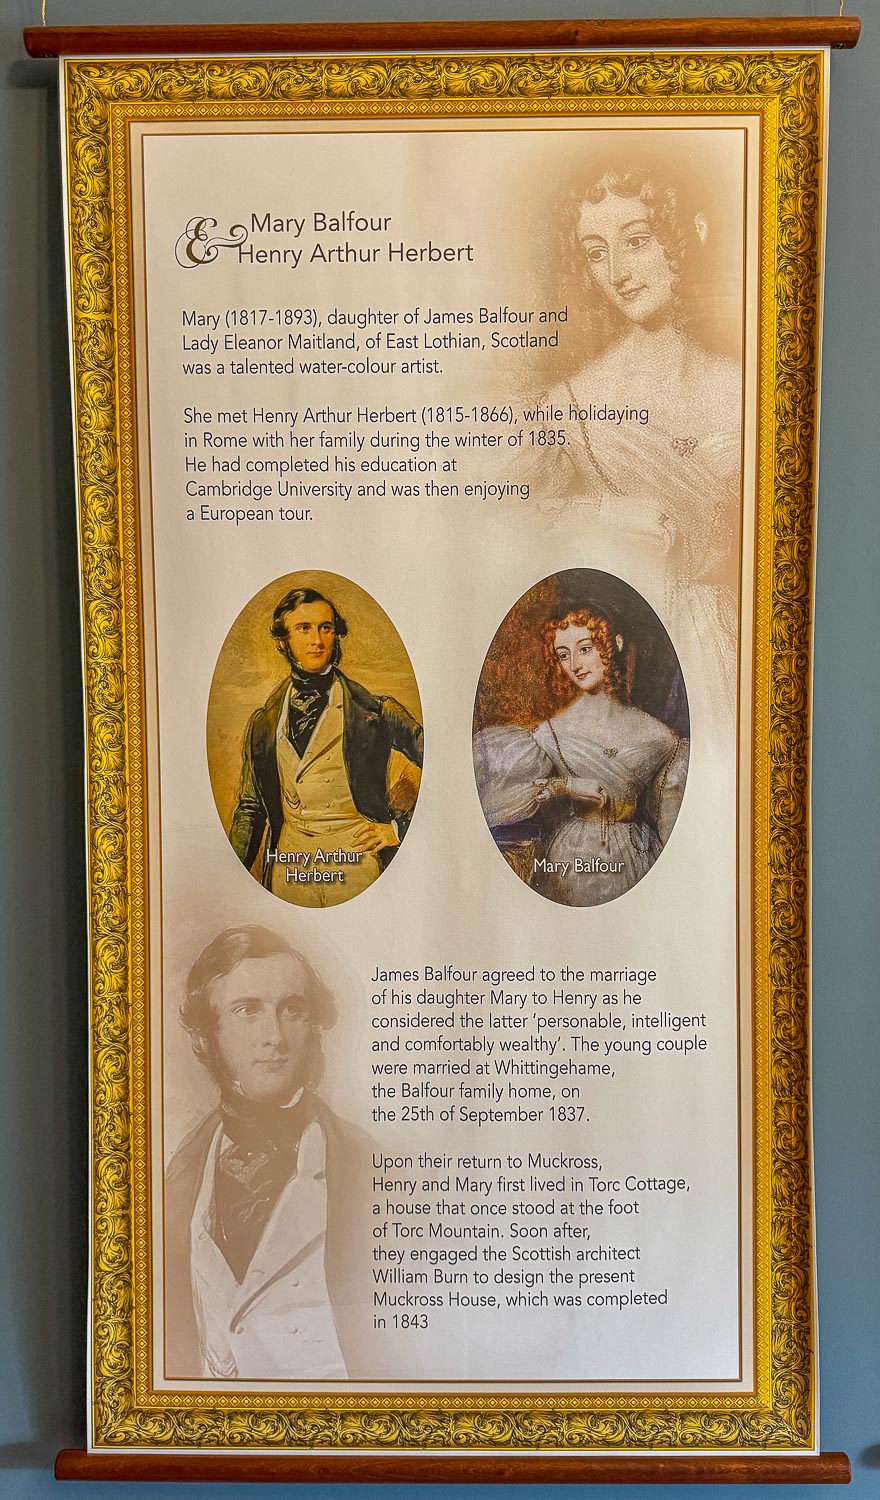 Mary Balfour
& Henry Arthur Herbert
Mary (1817-1893), daughter of James Balfour and
Lady Eleanor Maitland, of East Lothian, Scotland
was a talented water-colour artist.
She met Henry Arthur Herbert (1815-1866), while holidaying
in Rome with her family during the winter of 1835.
He had completed his education at
Cambridge University and was then enjoying
a European tour.
Henry Arthur
Herbert
Mary Balfour
James Balfour agreed to the marriage
of his daughter Mary to Henry as he
considered the latter ‘personable, intelligent
and comfortably wealthy’. The young couple
were married at Whittingehame,
the Balfour family home, on
the 25th of September 1837.
Upon their return to Muckross,
Henry and Mary first lived in Torc Cottage,
a house that once stood at the foot
of Torc Mountain. Soon after,
they engaged the Scottish architect
William Burn to design the present
Muckross House, which was completed
in 1843